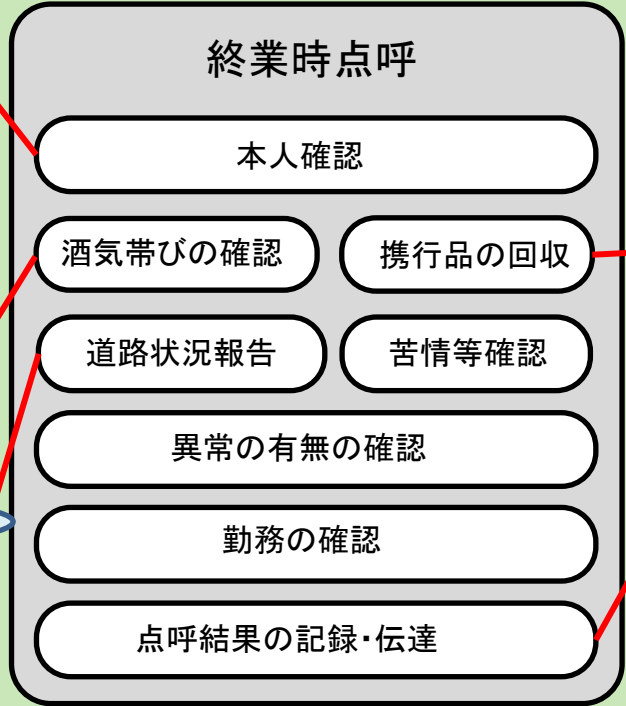 終業時点呼
本人確認
酒気帯びの確認
携行品の回収
道路状況報告
苦情等確認
異常の有無の確認
勤務の確認
点呼結果の記録・伝達